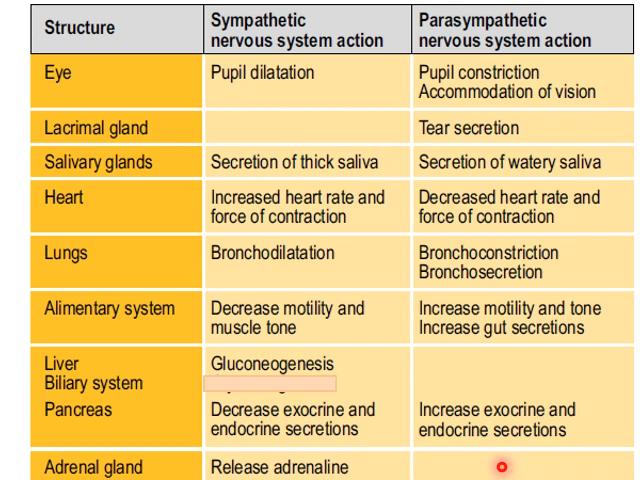 Structure
Sympathetic
nervous system action
Parasympathetic
nervous system action
Eye
Pupil dilatation
Pupil constriction
Accommodation of vision
Lacrimal gland
Tear secretion
Salivary glands
Secretion of thick saliva
Secretion of watery saliva
Heart
Increased heart rate and
force of contraction
Decreased heart rate and
force of contraction
Lungs
Bronchodilatation
Bronchoconstriction
Bronchosecretion
Alimentary system
Decrease motility and
muscle tone
Increase motility and tone
Increase gut secretions
Liver
Biliary system
Gluconeogenesis
Pancreas
Decrease exocrine and
endocrine secretions
Increase exocrine and
endocrine secretions
Adrenal gland
Release adrenaline